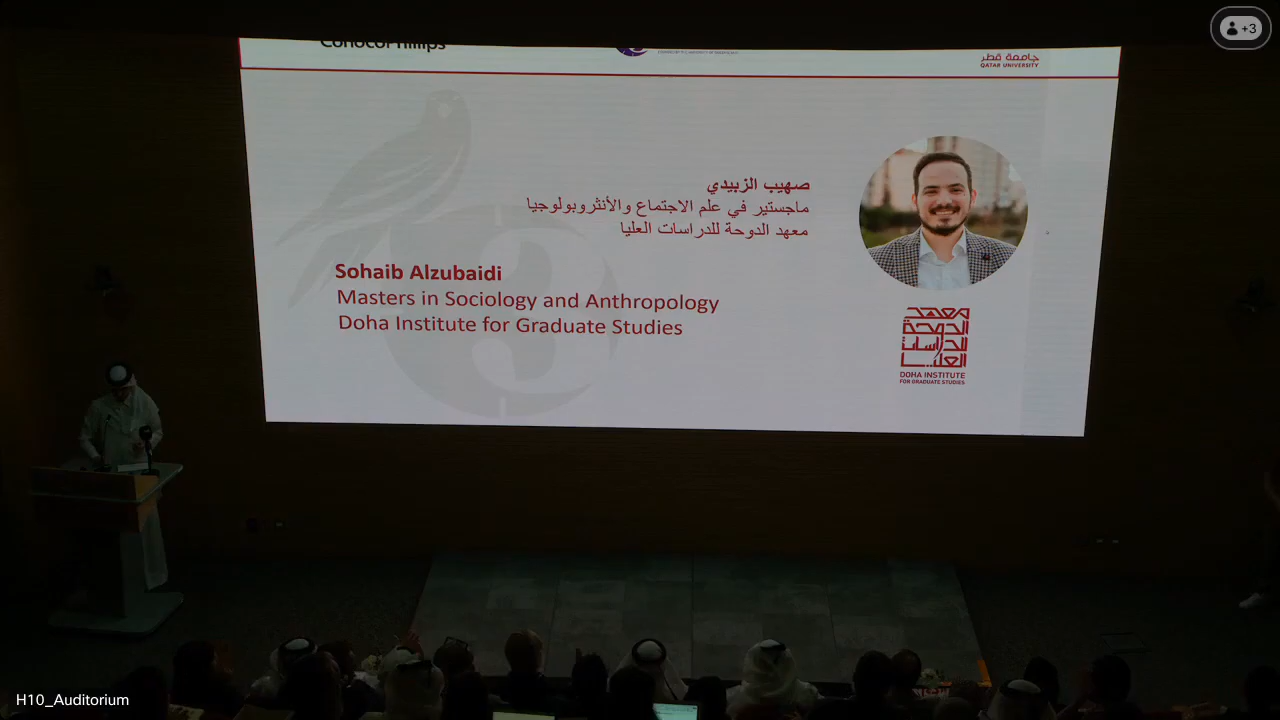 +3
ConocoPhillips
جامعة قطر
QATAR UNIVERSITY
صهيب الزبيدي
ماجستير في علم الاجتماع والأنثروبولوجيا
معهد الدوحة للدراسات العليا
Sohaib Alzubaidi
Masters in Sociology and Anthropology
Doha Institute for Graduate Studies
معهد
الدوحة
للدراسات
العليا
DOHA INSTITUTE
FOR GRADUATE STUDIES
H10_Auditorium